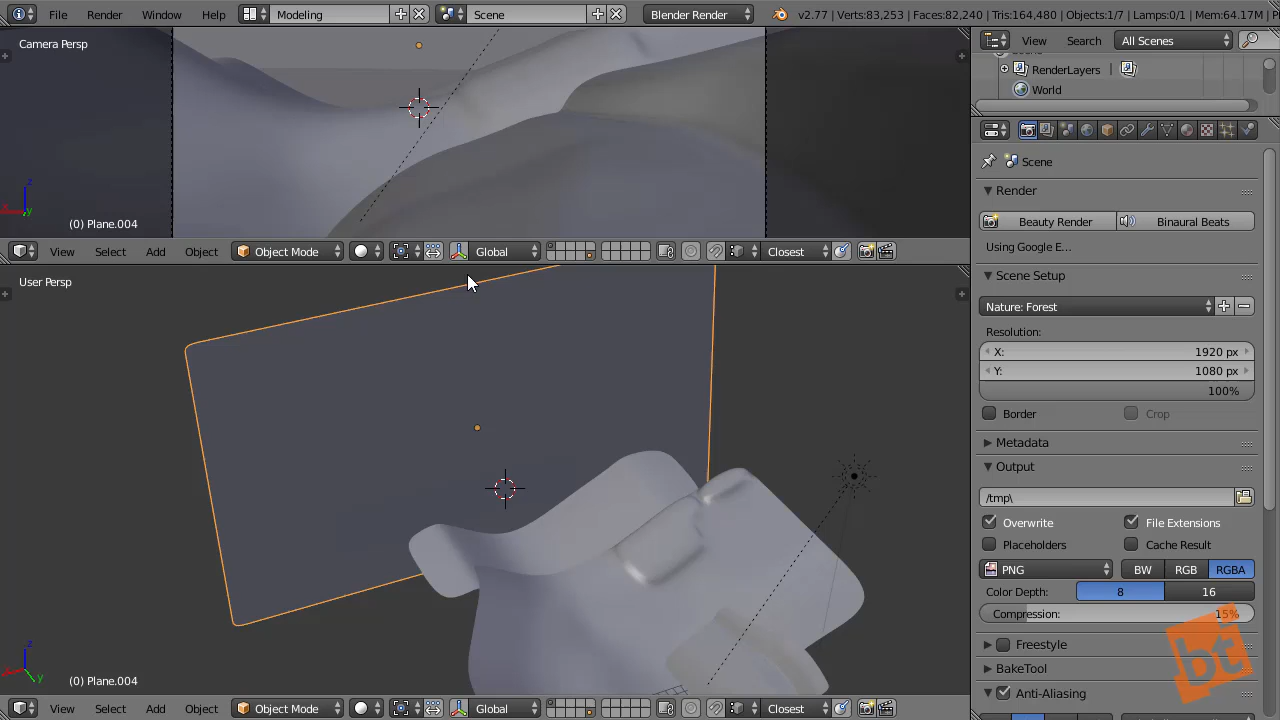 File Render Window Help Modeling Scene Blender Render v2.77 | Verts:83,253 | Faces:82,240 | Tris:164,480 | Objects:1/7 | Lamps:0/1 | Mem:64.17M |
Camera Persp
View Search All Scenes
RenderLayers
World
Scene
(0) Plane.004
Render
Beauty Render Binaural Beats
Using Google E...
View Select Add Object Object Mode Global Closest
User Persp
Scene Setup
Nature: Forest
Resolution:
X: 1920 px
Y: 1080 px
100%
Border Crop
Metadata
Output
/tmp\
Overwrite File Extensions
Placeholders Cache Result
PNG BW RGB RGBA
Color Depth: 8 16
Compression: 15%
Freestyle
BakeTool
Anti-Aliasing
(0) Plane.004
View Select Add Object Object Mode Global Closest
bt